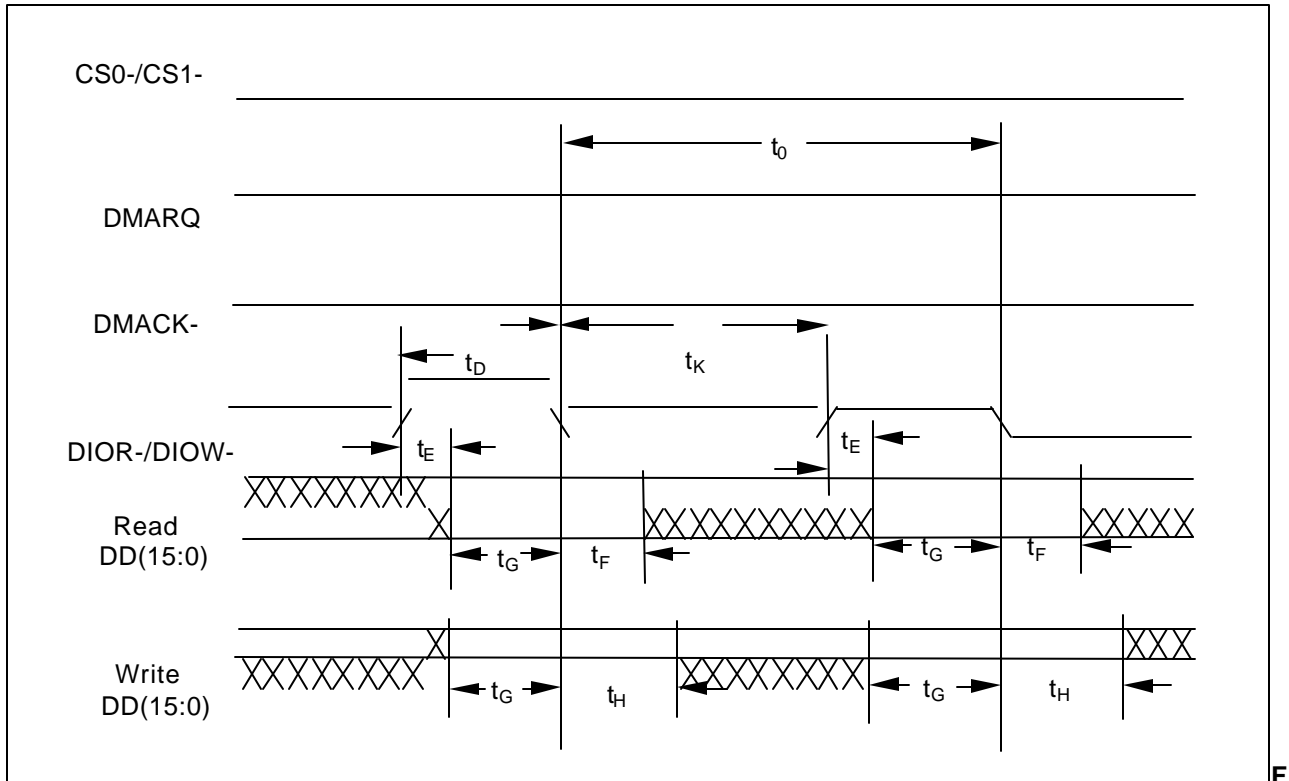 CS0-/CS1-
t0
DMARQ
DMACK-
tD
tK
DIOR-/DIOW-
tE
tE
Read
DD(15:0)
tG
tF
tG
tF
Write
DD(15:0)
tG
tH
tG
tH
F